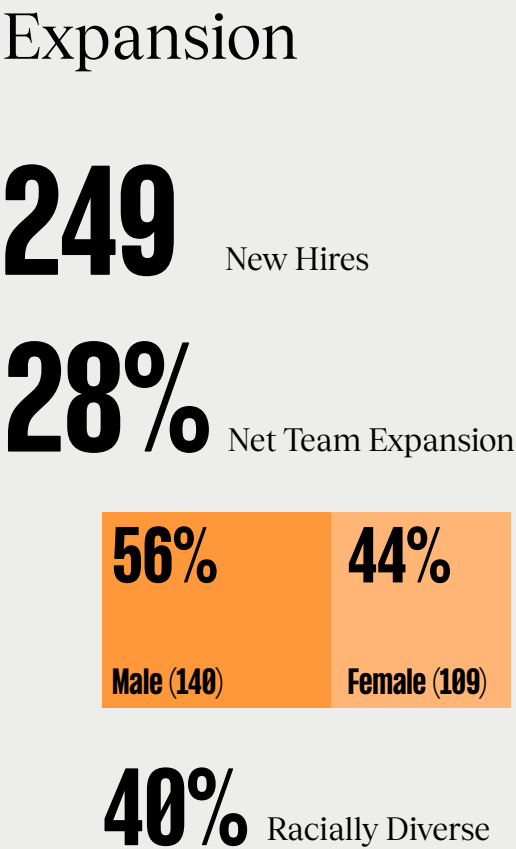 Expansion
249 New Hires
28% Net Team Expansion
56% 44%
Male (140) Female (109)
40% Racially Diverse